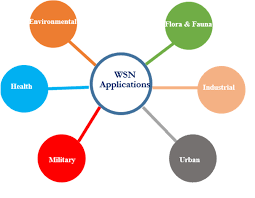 Environmental
Flora & Fauna
Health
WSN
Applications
Industrial
Military
Urban